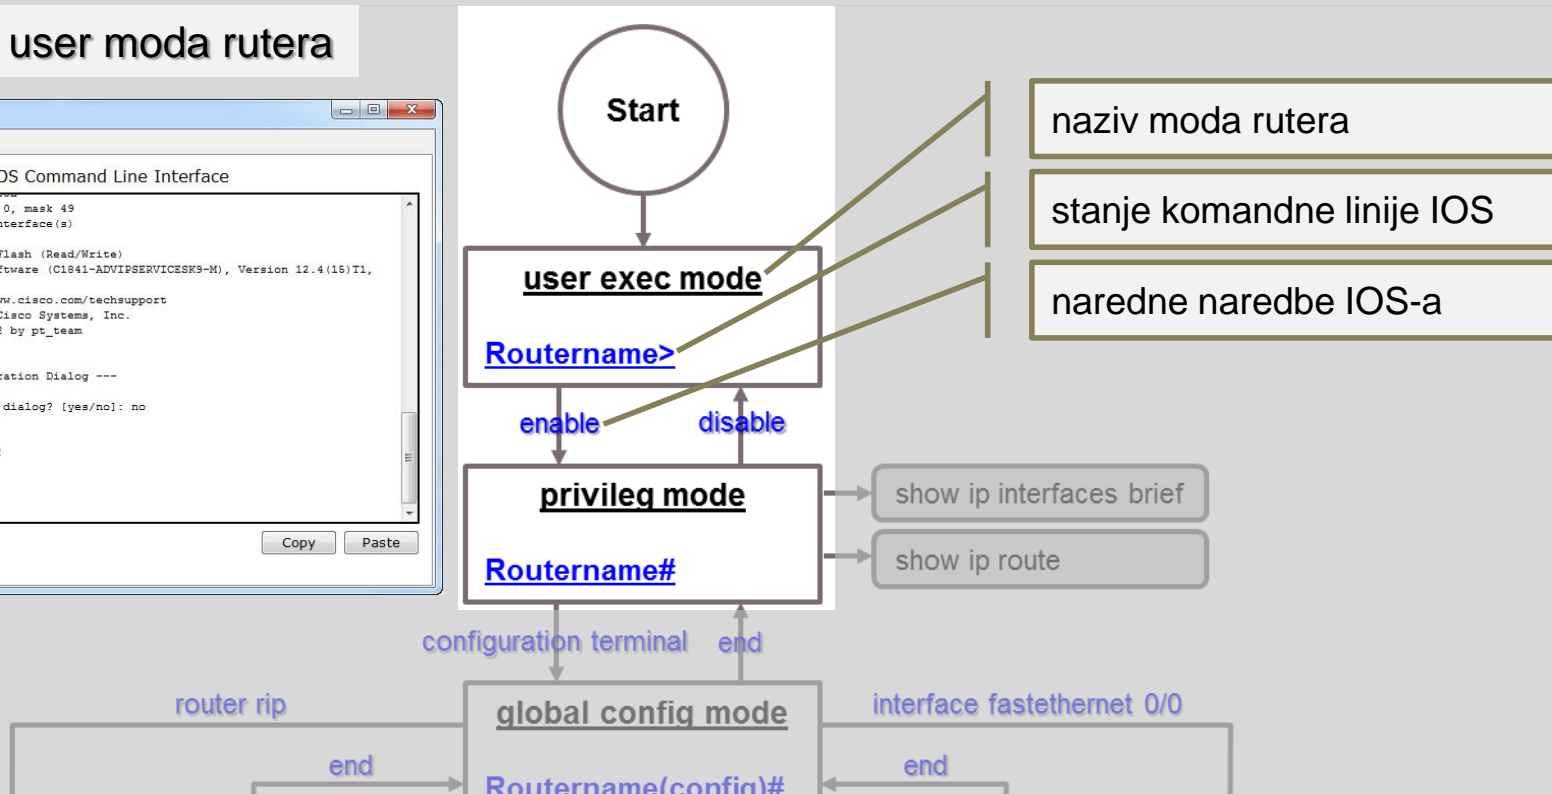 user moda rutera
Start
naziv moda rutera
stanje komandne linije IOS
naredne naredbe IOS-a
OS Command Line Interface
0, mask 49
nterface(s)
Flash (Read/Write)
ftware (C1841-ADVIPSERVICESK9-M), Version 12.4(15)T1,
ww.cisco.com/techsupport
Cisco Systems, Inc.
by pt_team
ration Dialog ---
dialog? [yes/no]: no
Copy
Paste
user exec mode
Routername>
enable
disable
privileg mode
Routername#
show ip interfaces brief
show ip route
configuration terminal
end
router rip
global config mode
interface fastethernet 0/0
end
end
Routername(config)#